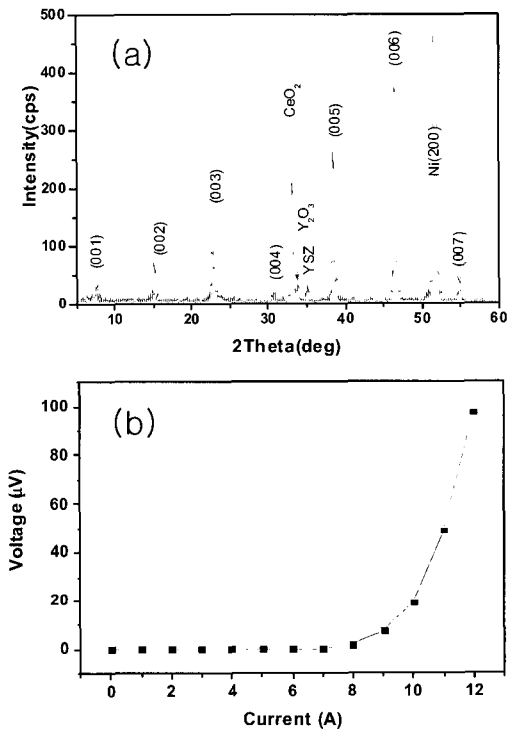 (a)
Intensity(cps)
500
400
300
200
100
0
(001)
(002)
(003)
(004)
CeO₂
Y₂O₃
YSZ
(005)
(006)
Ni(200)
(007)
10 20 30 40 50 60
2Theta(deg)
(b)
Voltage (μV)
100
80
60
40
20
0
0 2 4 6 8 10 12
Current (A)